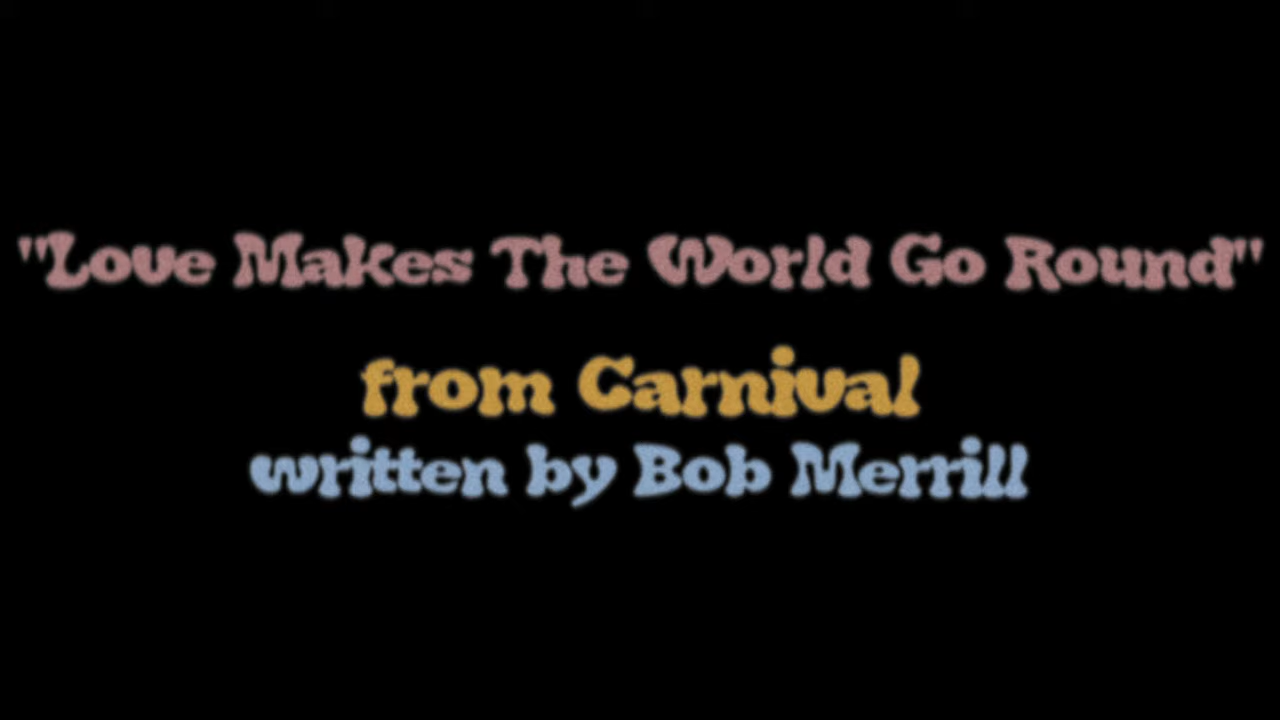 "Love Makes The World Go Round"
from Carnival
written by Bob Merrill